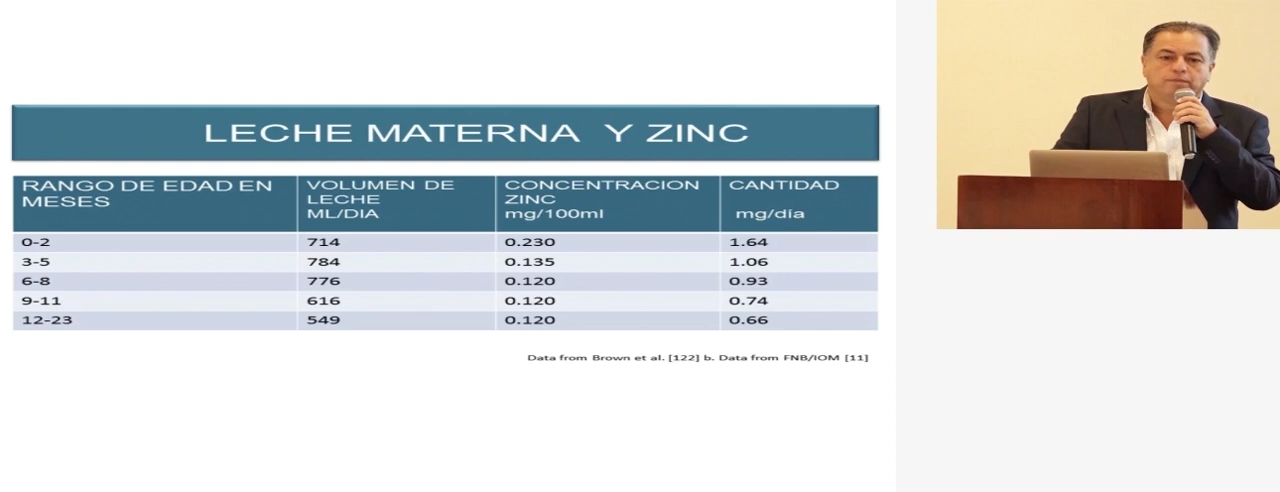 LECHE MATERNA Y ZINC
RANGO DE EDAD EN MESES VOLUMEN DE LECHE ML/DIA CONCENTRACION ZINC mg/100ml CANTIDAD mg/día
0-2 714 0.230 1.64
3-5 784 0.135 1.06
6-8 776 0.120 0.93
9-11 616 0.120 0.74
12-23 549 0.120 0.66
Data from Brown et al. [122] b. Data from FNB/IOM [11]